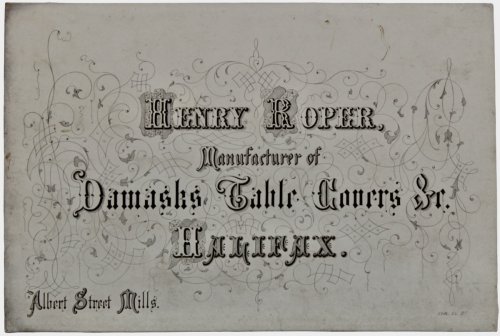 Henry Roper,
Manufacturer of
Damasks Table Covers &c.
Halifax.
Albert Street Mills.